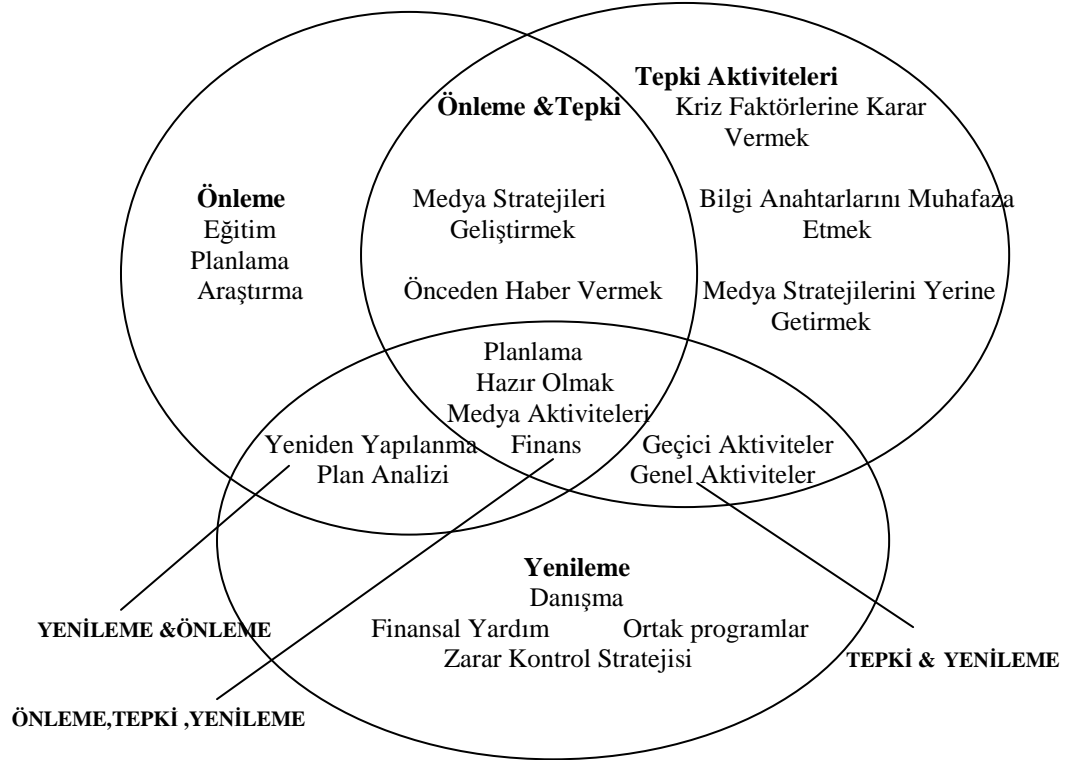 Önleme
Eğitim
Planlama
Araştırma
Önleme &Tepki
Medya Stratejileri
Geliştirmek
Önceden Haber Vermek
Tepki Aktiviteleri
Kriz Faktörlerine Karar
Vermek
Bilgi Anahtarlarını Muhafaza
Etmek
Medya Stratejilerini Yerine
Getirmek
Planlama
Hazır Olmak
Medya Aktiviteleri
Finans
Yeniden Yapılanma
Plan Analizi
Geçici Aktiviteler
Genel Aktiviteler
Yenileme
Danışma
Finansal Yardım Ortak programlar
Zarar Kontrol Stratejisi
YENİLEME &ÖNLEME
TEPKİ & YENİLEME
ÖNLEME,TEPKİ ,YENİLEME